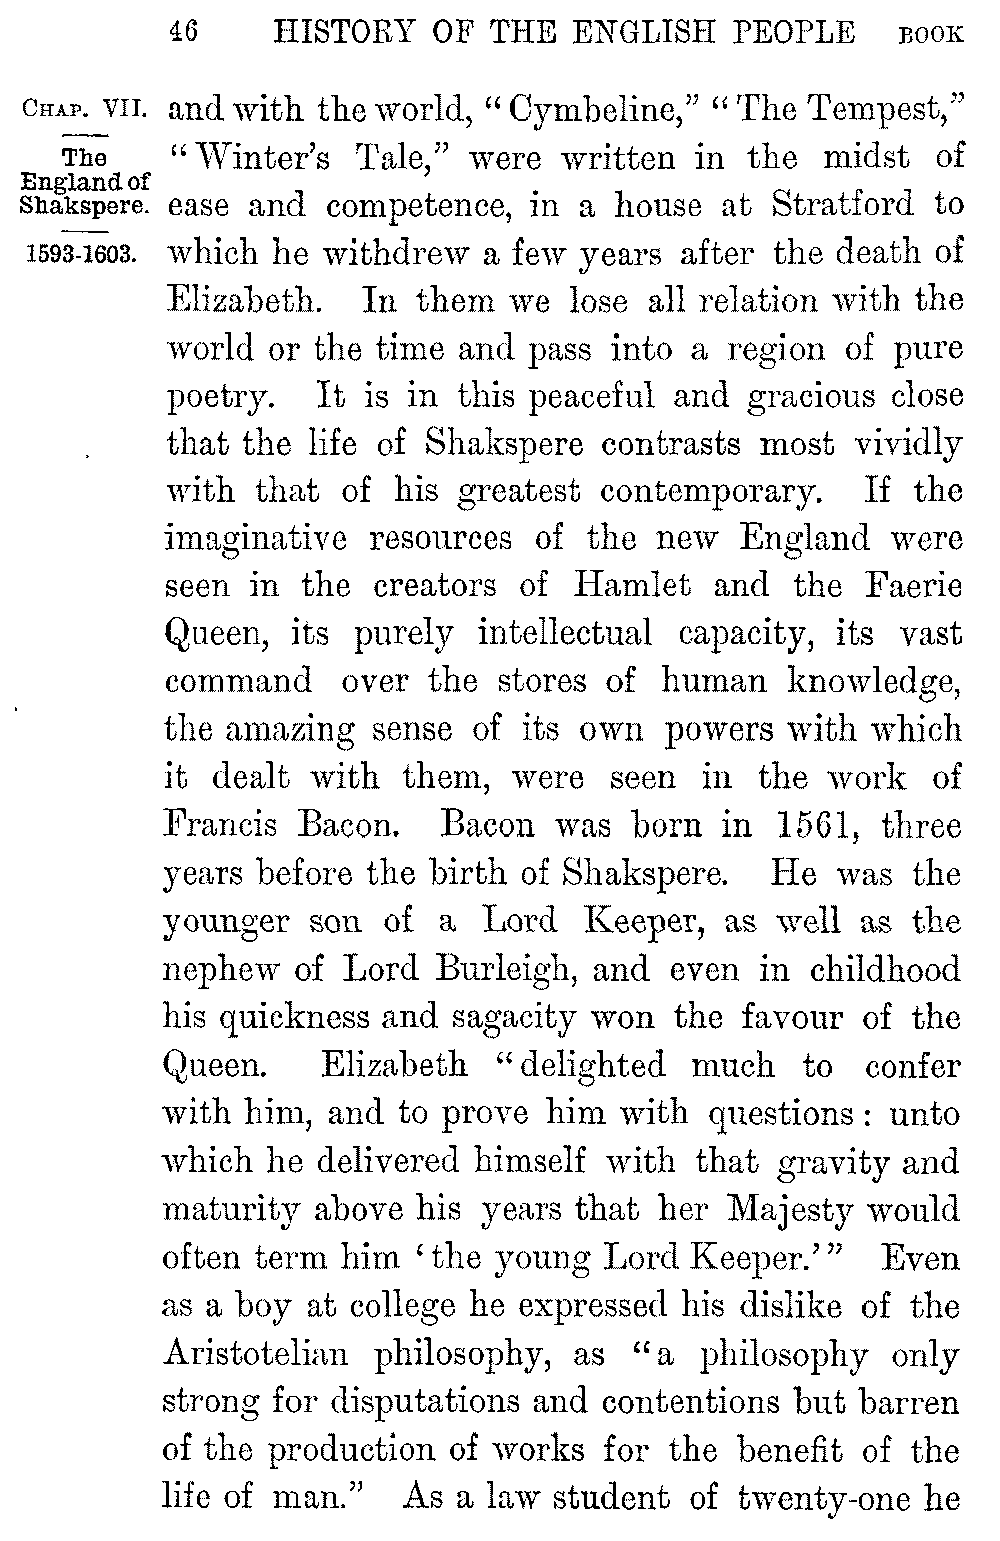 46 HISTORY OF THE ENGLISH PEOPLE BOOK
CHAP. VII.
The
England of
Shakspere.
1593-1603.
and with the world, “Cymbeline,” “The Tempest,”
“Winter’s Tale,” were written in the midst of
ease and competence, in a house at Stratford to
which he withdrew a few years after the death of
Elizabeth. In them we lose all relation with the
world or the time and pass into a region of pure
poetry. It is in this peaceful and gracious close
that the life of Shakspere contrasts most vividly
with that of his greatest contemporary. If the
imaginative resources of the new England were
seen in the creators of Hamlet and the Faerie
Queen, its purely intellectual capacity, its vast
command over the stores of human knowledge,
the amazing sense of its own powers with which
it dealt with them, were seen in the work of
Francis Bacon. Bacon was born in 1561, three
years before the birth of Shakspere. He was the
younger son of a Lord Keeper, as well as the
nephew of Lord Burleigh, and even in childhood
his quickness and sagacity won the favour of the
Queen. Elizabeth “delighted much to confer
with him, and to prove him with questions: unto
which he delivered himself with that gravity and
maturity above his years that her Majesty would
often term him ‘the young Lord Keeper.’” Even
as a boy at college he expressed his dislike of the
Aristotelian philosophy, as “a philosophy only
strong for disputations and contentions but barren
of the production of works for the benefit of the
life of man.” As a law student of twenty-one he